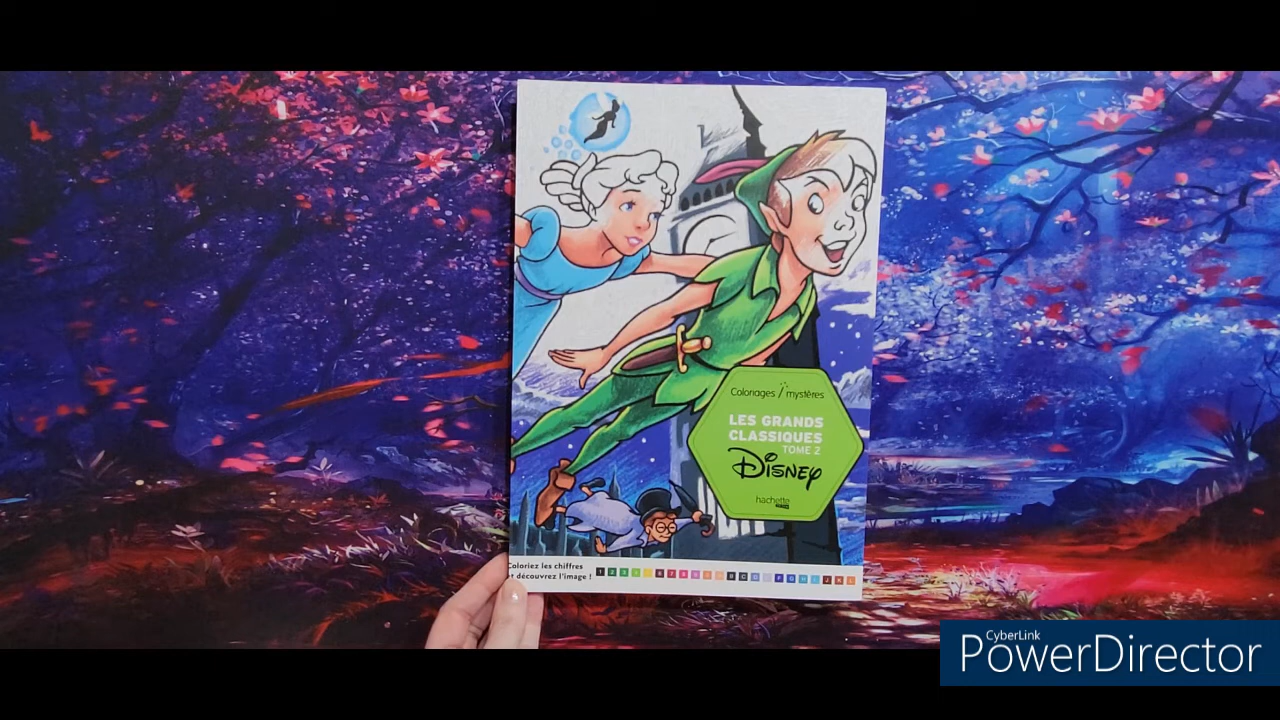 Coloriages mystères
LES GRANDS
CLASSIQUES
TOME 2
Disney
hachette
Coloriez les chiffres
et découvrez l'image !
CyberLink
PowerDirector